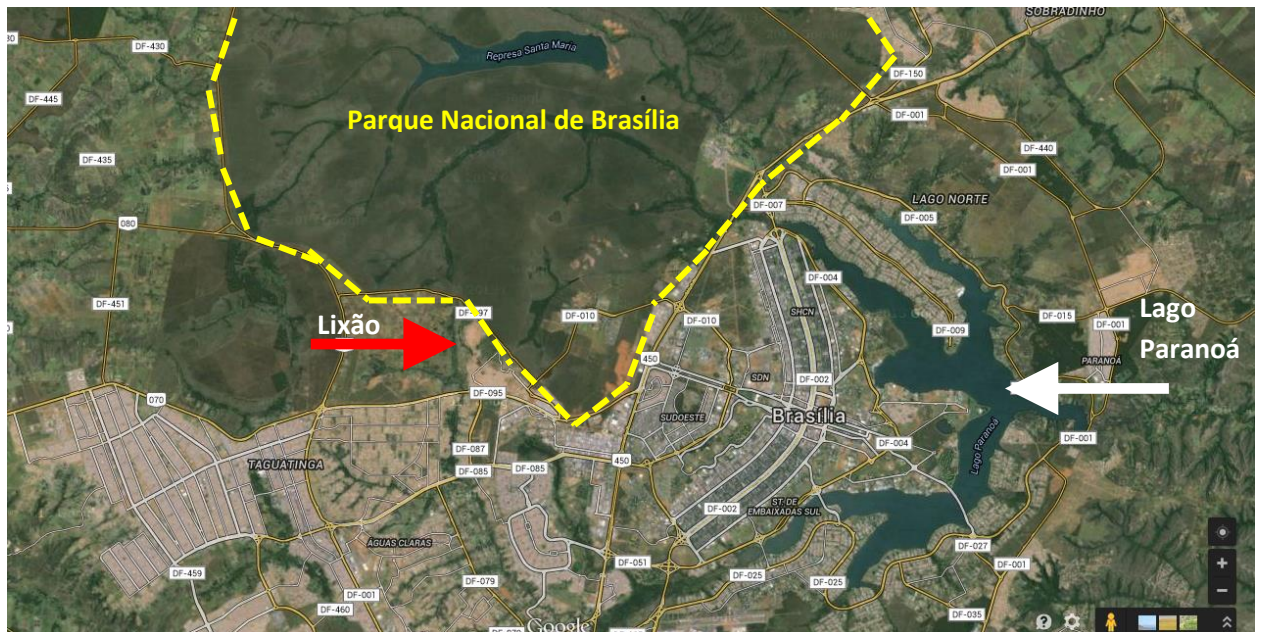 SOBRADINHO
DF-430
Represa Santa Maria
DF-150
DF-445
Parque Nacional de Brasília
DF-001
DF-440
DF-435
DF-001
LAGO NORTE
DF-007
DF-005
080
DF-004
DF-451
Lixão
DF-010
DF-010
SHCN
DF-009
DF-015
DF-001
Lago
Paranoá
450
PARANOÁ
SDN
DF-002
DF-095
070
SUDOESTE
Brasília
DF-004
DF-001
Lago Paranoá
DF-087
TAGUATINGA
DF-085
DF-085
450
ST. DE
EMBAIXADAS SUL
DF-002
ÁGUAS CLARAS
DF-027
DF-051
DF-001
DF-459
DF-079
DF-025
DF-025
DF-001
DF-460
DF-035
Google